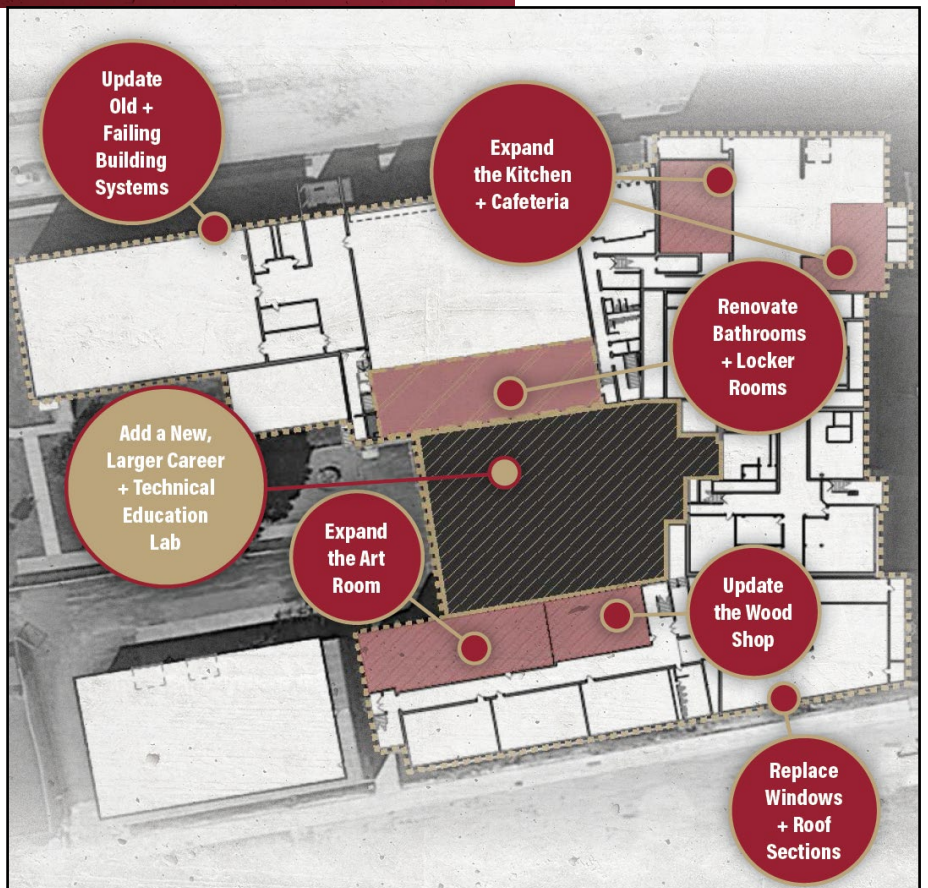 Update
Old +
Failing
Building
Systems
Expand
the Kitchen
+ Cafeteria
Renovate
Bathrooms
+ Locker
Rooms
Add a New,
Larger Career
+ Technical
Education
Lab
Expand
the Art
Room
Update
the Wood
Shop
Replace
Windows
+ Roof
Sections